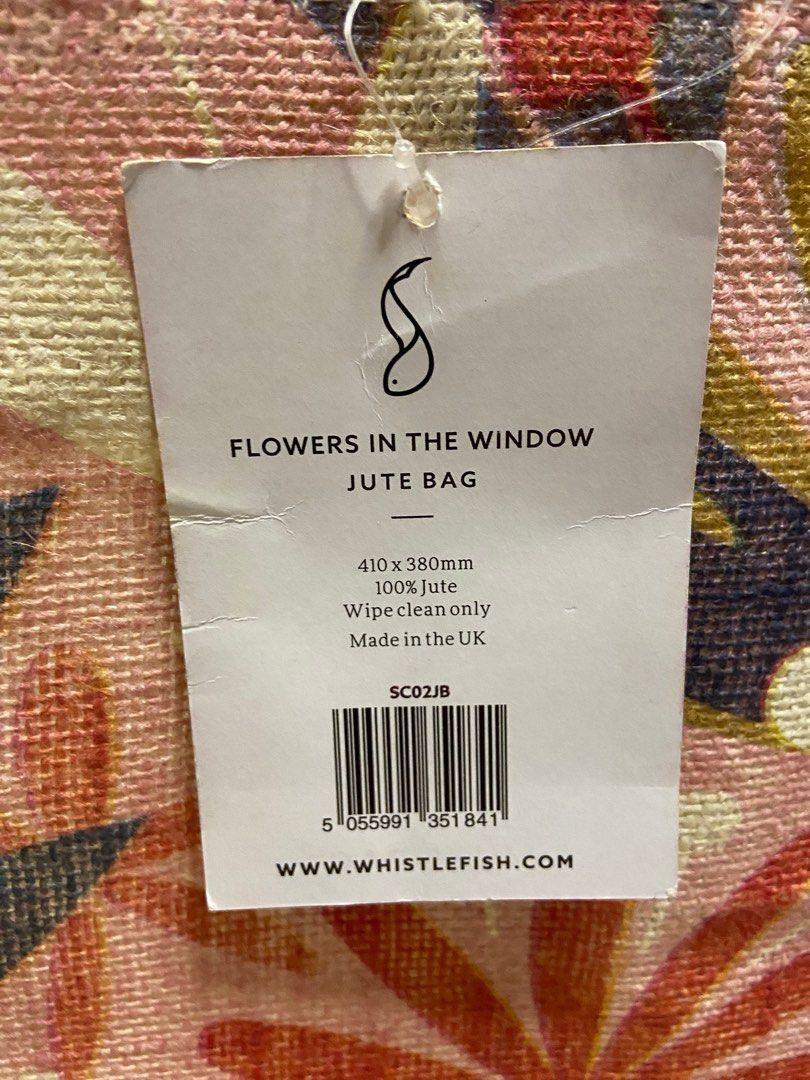 FLOWERS IN THE WINDOW
JUTE BAG
410 x 380mm
100% Jute
Wipe clean only
Made in the UK
SC02JB
5 055991 351841
WWW.WHISTLEFISH.COM